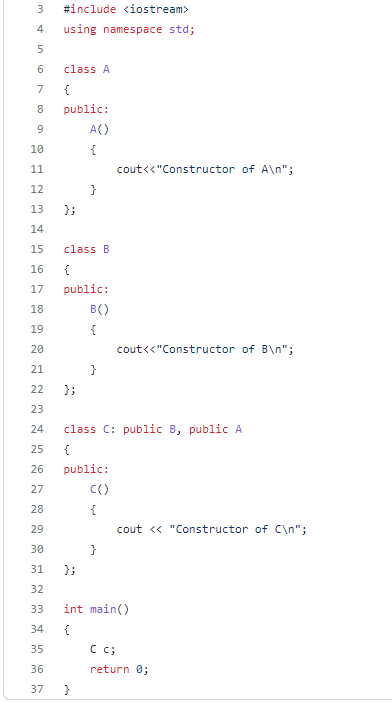 3 #include <iostream>
4 using namespace std;
5
6 class A
7 {
8 public:
9     A()
10     {
11         cout<<"Constructor of A\n";
12     }
13 };
14
15 class B
16 {
17 public:
18     B()
19     {
20         cout<<"Constructor of B\n";
21     }
22 };
23
24 class C: public B, public A
25 {
26 public:
27     C()
28     {
29         cout << "Constructor of C\n";
30     }
31 };
32
33 int main()
34 {
35     C c;
36     return 0;
37 }